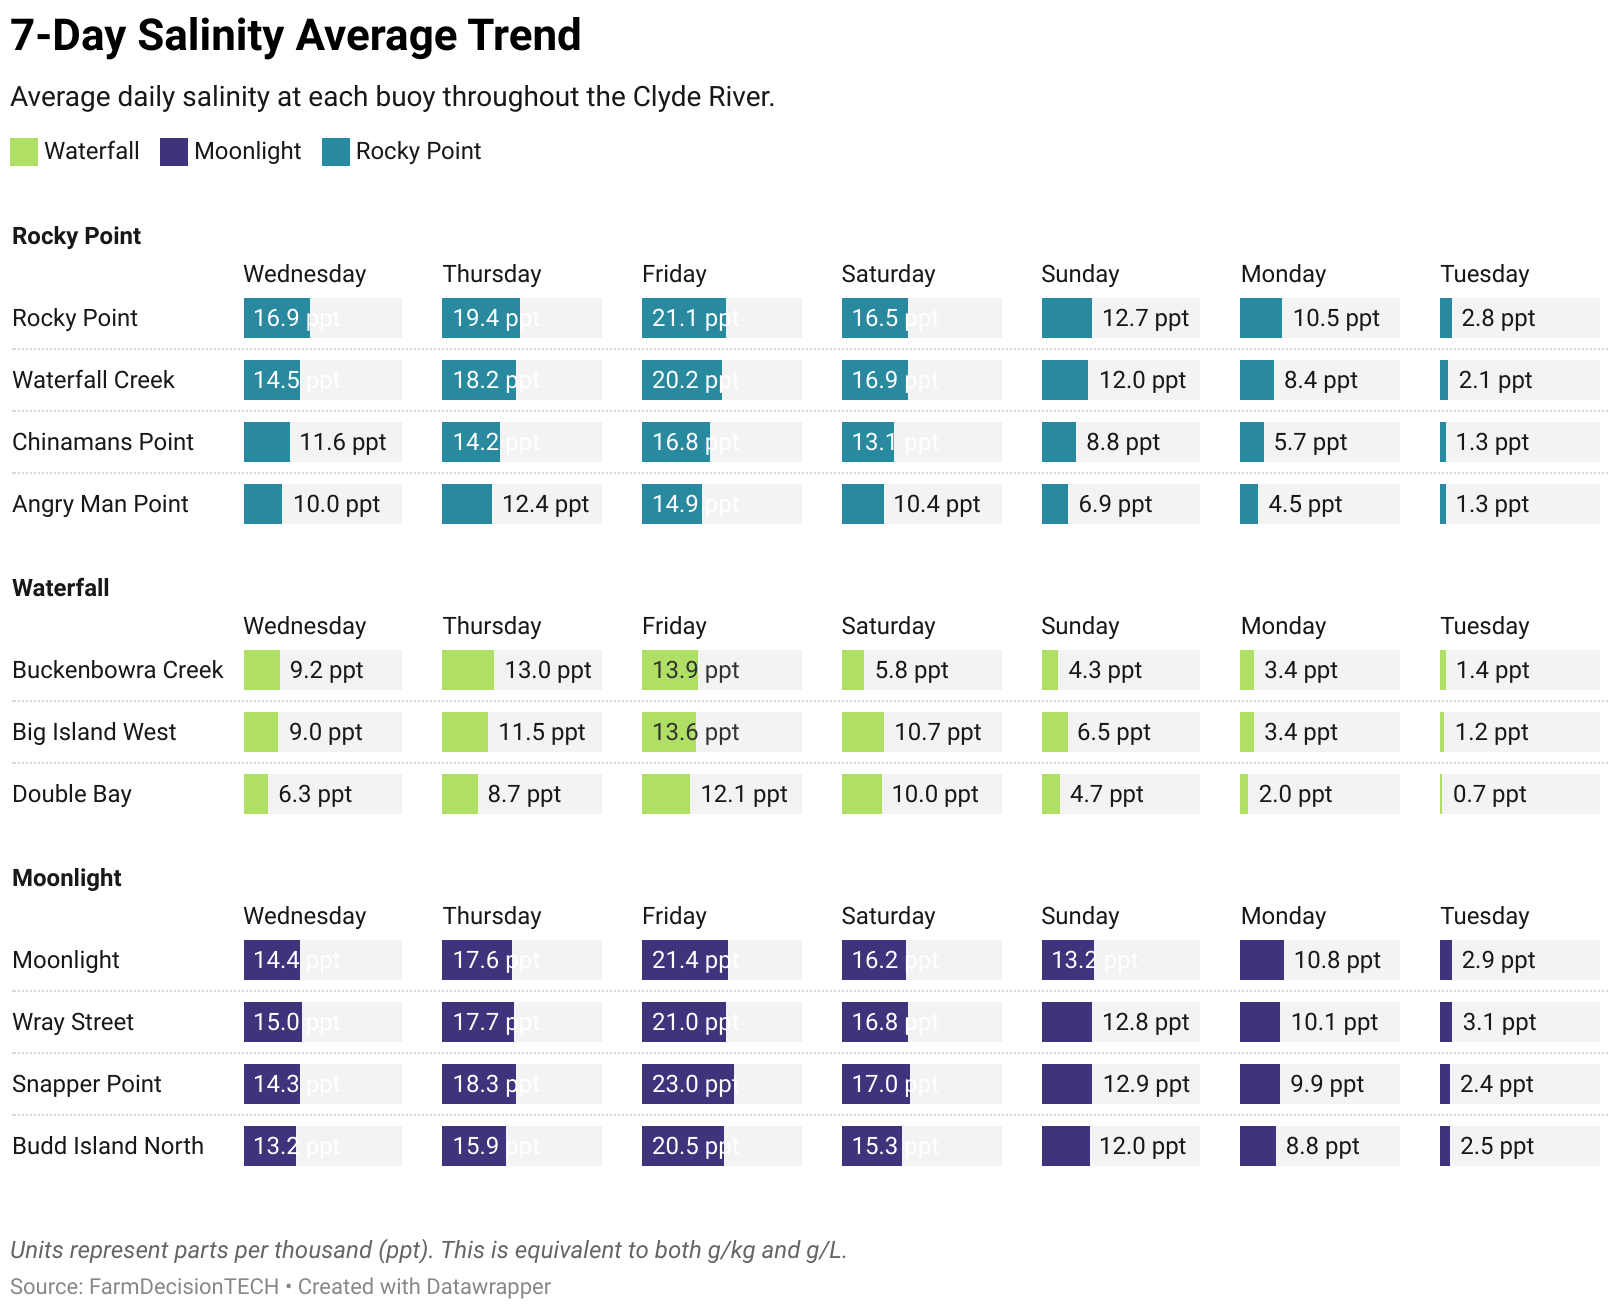 7-Day Salinity Average Trend
Average daily salinity at each buoy throughout the Clyde River.
Waterfall Moonlight Rocky Point
Rocky Point
Wednesday Thursday Friday Saturday Sunday Monday Tuesday
Rocky Point 16.9 ppt 19.4 ppt 21.1 ppt 16.5 ppt 12.7 ppt 10.5 ppt 2.8 ppt
Waterfall Creek 14.5 ppt 18.2 ppt 20.2 ppt 16.9 ppt 12.0 ppt 8.4 ppt 2.1 ppt
Chinamans Point 11.6 ppt 14.2 ppt 16.8 ppt 13.1 ppt 8.8 ppt 5.7 ppt 1.3 ppt
Angry Man Point 10.0 ppt 12.4 ppt 14.9 ppt 10.4 ppt 6.9 ppt 4.5 ppt 1.3 ppt
Waterfall
Wednesday Thursday Friday Saturday Sunday Monday Tuesday
Buckenbowra Creek 9.2 ppt 13.0 ppt 13.9 ppt 5.8 ppt 4.3 ppt 3.4 ppt 1.4 ppt
Big Island West 9.0 ppt 11.5 ppt 13.6 ppt 10.7 ppt 6.5 ppt 3.4 ppt 1.2 ppt
Double Bay 6.3 ppt 8.7 ppt 12.1 ppt 10.0 ppt 4.7 ppt 2.0 ppt 0.7 ppt
Moonlight
Wednesday Thursday Friday Saturday Sunday Monday Tuesday
Moonlight 14.4 ppt 17.6 ppt 21.4 ppt 16.2 ppt 13.2 ppt 10.8 ppt 2.9 ppt
Wray Street 15.0 ppt 17.7 ppt 21.0 ppt 16.8 ppt 12.8 ppt 10.1 ppt 3.1 ppt
Snapper Point 14.3 ppt 18.3 ppt 23.0 ppt 17.0 ppt 12.9 ppt 9.9 ppt 2.4 ppt
Budd Island North 13.2 ppt 15.9 ppt 20.5 ppt 15.3 ppt 12.0 ppt 8.8 ppt 2.5 ppt
Units represent parts per thousand (ppt). This is equivalent to both g/kg and g/L.
Source: FarmDecisionTECH • Created with Datawrapper